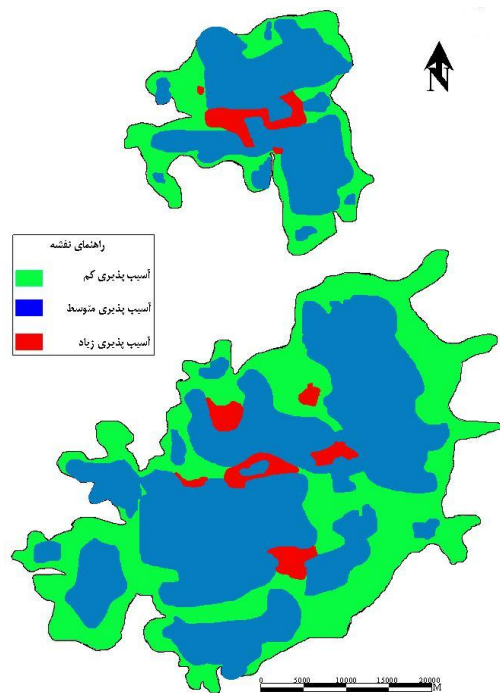 N
راهنمای نقشه
آسیب پذیری کم
آسیب پذیری متوسط
آسیب پذیری زیاد
0 5000 10000 15000 20000
M